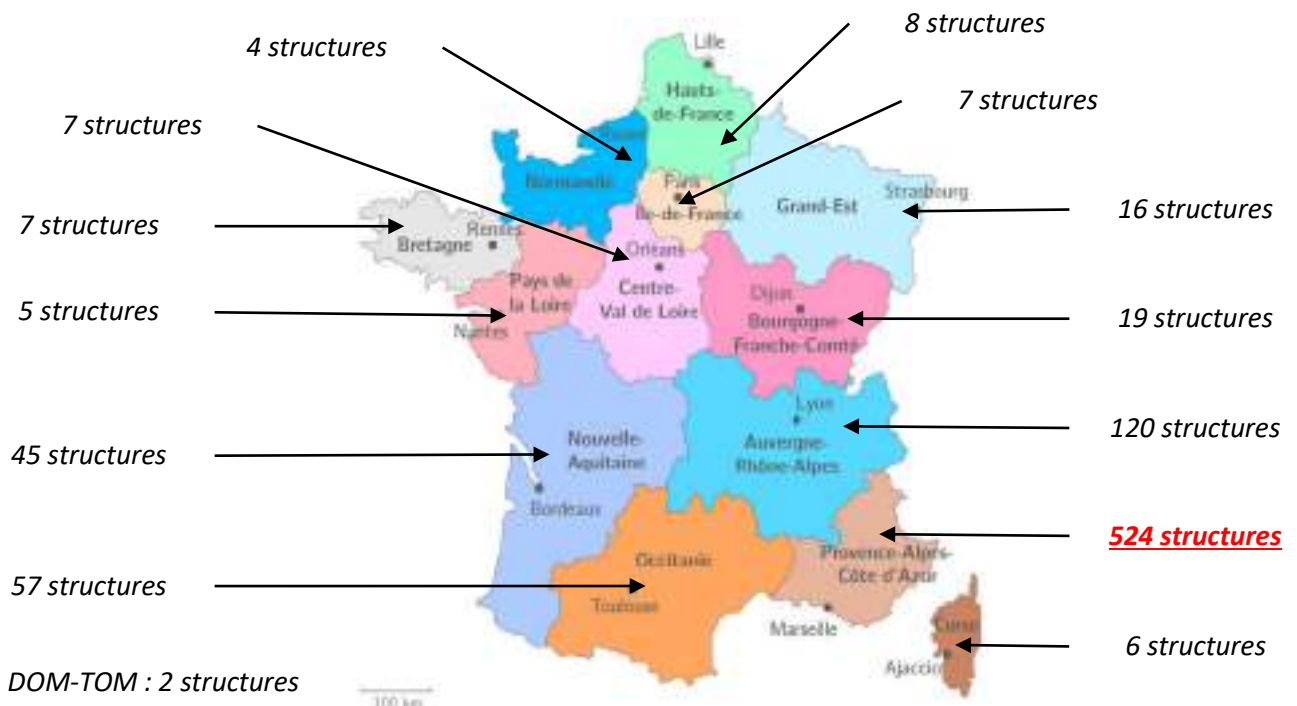 8 structures
4 structures
Lille
Hauts-
de-France
7 structures
7 structures
Rouen
Paris
Normandie
Île-de-France
Strasbourg
Grand-Est
16 structures
7 structures
Rennes
Bretagne
Orléans
Pays de
la Loire
Centre-
Val de Loire
Dijon
Bourgogne-
Franche-Comté
5 structures
Nantes
19 structures
Lyon
Nouvelle-
Aquitaine
Auvergne-
Rhône-Alpes
120 structures
45 structures
Bordeaux
524 structures
Occitanie
Provence-Alpes-
Côte d'Azur
57 structures
Toulouse
Marseille
Corse
Ajaccio
6 structures
DOM-TOM : 2 structures
100 km